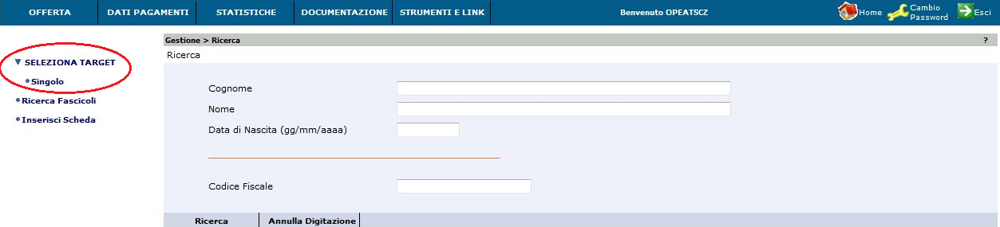 OFFERTA DATI PAGAMENTI STATISTICHE DOCUMENTAZIONE STRUMENTI E LINK Benvenuto OPEATSCZ Home Cambio Password Esci
Gestione > Ricerca ?
Ricerca
SELEZIONA TARGET
Singolo
Ricerca Fascicoli
Inserisci Scheda
Cognome
Nome
Data di Nascita (gg/mm/aaaa)
Codice Fiscale
Ricerca Annulla Digitazione